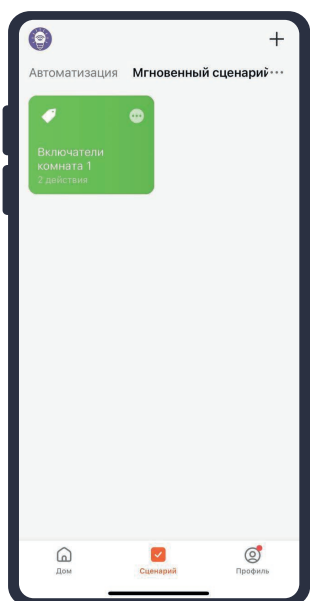 Автоматизация Мгновенный сценарий
Включатели
комната 1
2 действия
Дом Сценарий Профиль